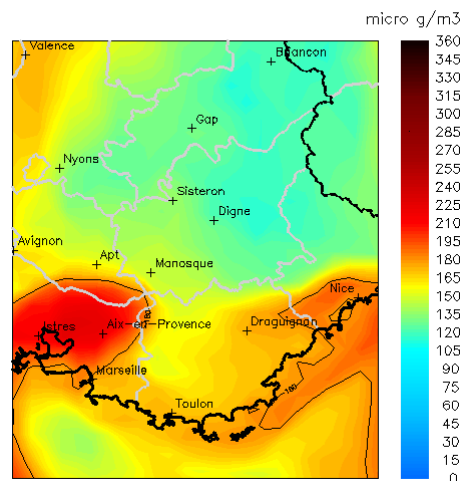 micro g/m3
Valence
Briancon
Gap
Nyons
Sisteron
Digne
Avignon
Apt
Manosque
Nice
180
Istres
Aix-en-Provence
Draguignan
Marseille
180
Toulon
360
345
330
315
300
285
270
255
240
225
210
195
180
165
150
135
120
105
90
75
60
45
30
15
0